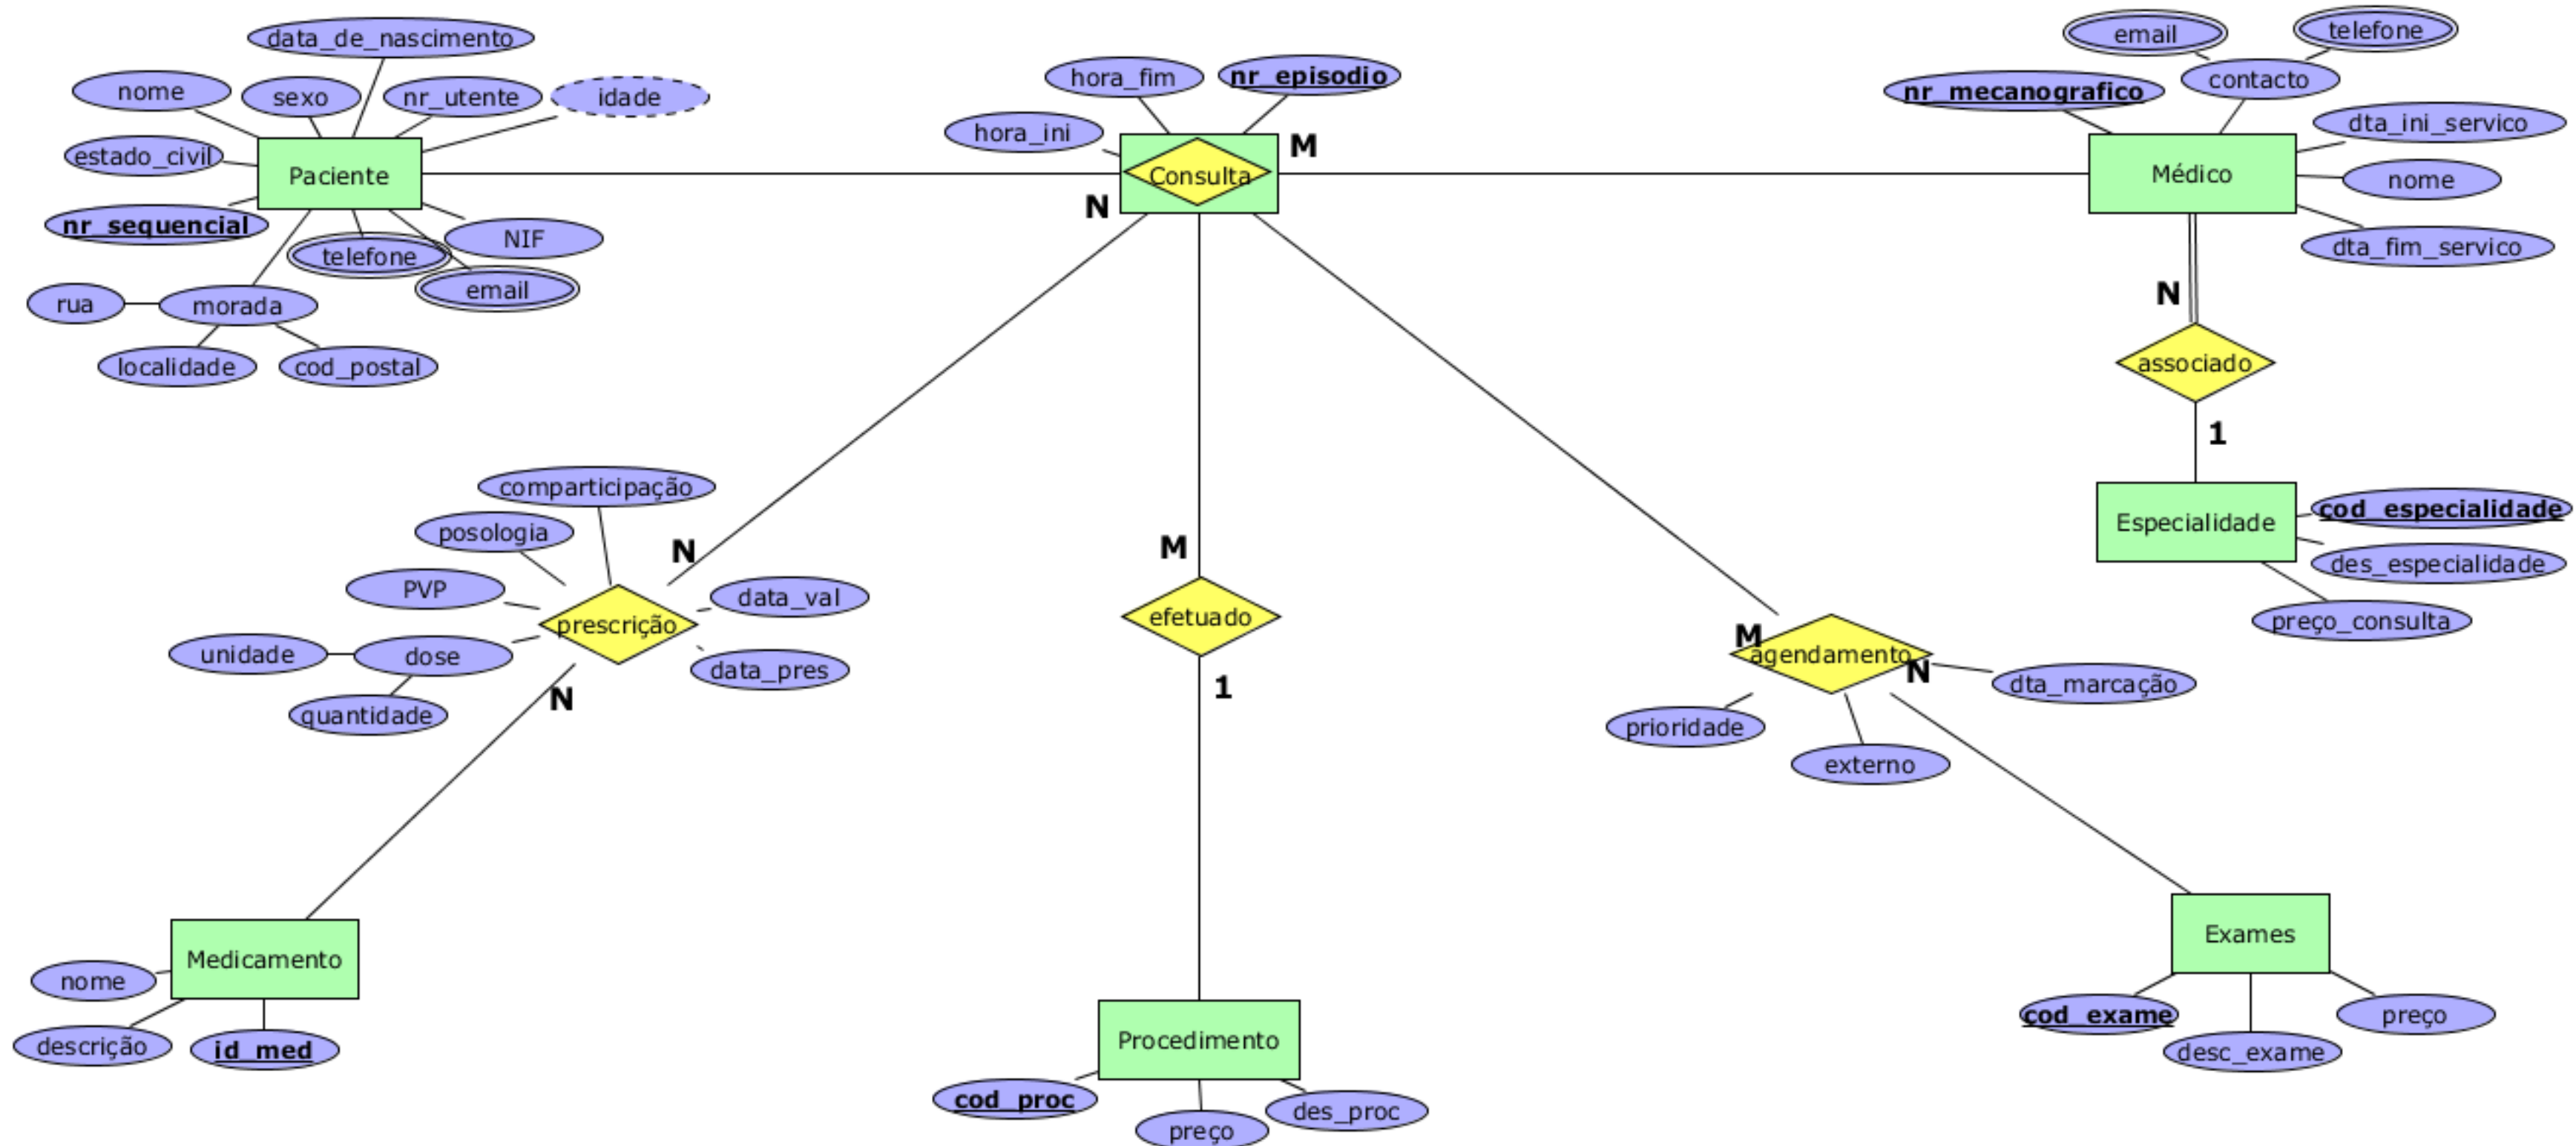 data_de_nascimento
nome
sexo
nr_utente
idade
estado_civil
Paciente
nr_sequencial
telefone
NIF
email
rua
morada
localidade
cod_postal
hora_fim
nr_episodio
hora_ini
M
Consulta
N
email
telefone
nr_mecanografico
contacto
dta_ini_servico
Médico
nome
dta_fim_servico
N
associado
1
Especialidade
cod_especialidade
des_especialidade
preço_consulta
comparticipação
posologia
N
PVP
data_val
prescrição
unidade
dose
data_pres
quantidade
N
M
efetuado
1
M
agendamento
N
dta_marcação
prioridade
externo
Medicamento
nome
descrição
id_med
Procedimento
cod_proc
preço
des_proc
Exames
cod_exame
desc_exame
preço